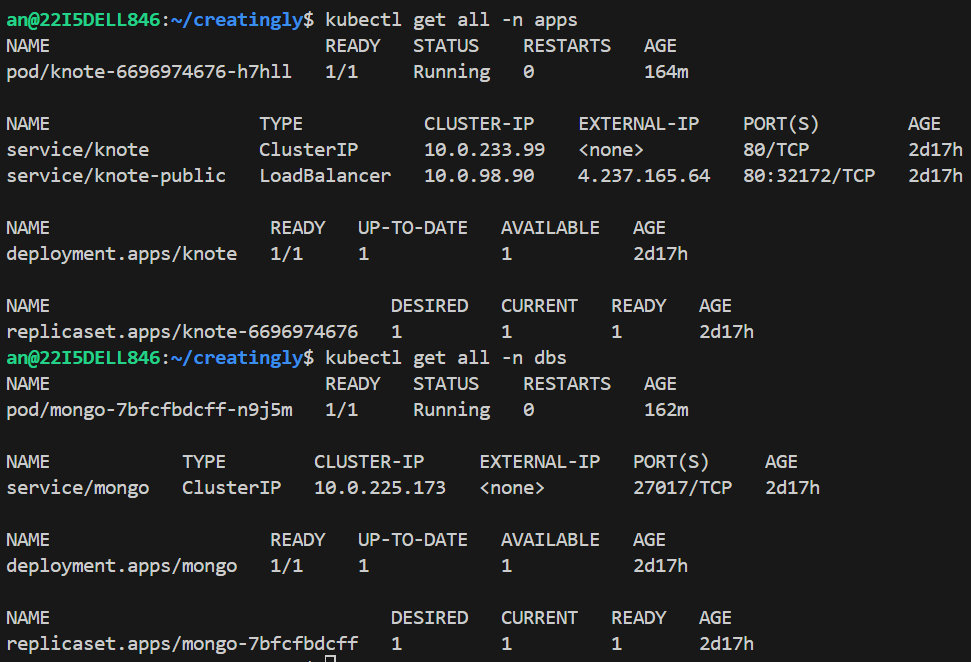 an@22I5DELL846:~/creatingly$ kubectl get all -n apps
NAME                         READY   STATUS    RESTARTS   AGE
pod/knote-6696974676-h7hll   1/1     Running   0          164m

NAME                   TYPE           CLUSTER-IP    EXTERNAL-IP    PORT(S)        AGE
service/knote          ClusterIP      10.0.233.99   <none>         80/TCP         2d17h
service/knote-public   LoadBalancer   10.0.98.90    4.237.165.64   80:32172/TCP   2d17h

NAME                    READY   UP-TO-DATE   AVAILABLE   AGE
deployment.apps/knote   1/1     1            1           2d17h

NAME                               DESIRED   CURRENT   READY   AGE
replicaset.apps/knote-6696974676   1         1         1       2d17h
an@22I5DELL846:~/creatingly$ kubectl get all -n dbs
NAME                         READY   STATUS    RESTARTS   AGE
pod/mongo-7bfcfbdcff-n9j5m   1/1     Running   0          162m

NAME            TYPE        CLUSTER-IP     EXTERNAL-IP   PORT(S)     AGE
service/mongo   ClusterIP   10.0.225.173   <none>        27017/TCP   2d17h

NAME                    READY   UP-TO-DATE   AVAILABLE   AGE
deployment.apps/mongo   1/1     1            1           2d17h

NAME                               DESIRED   CURRENT   READY   AGE
replicaset.apps/mongo-7bfcfbdcff   1         1         1       2d17h